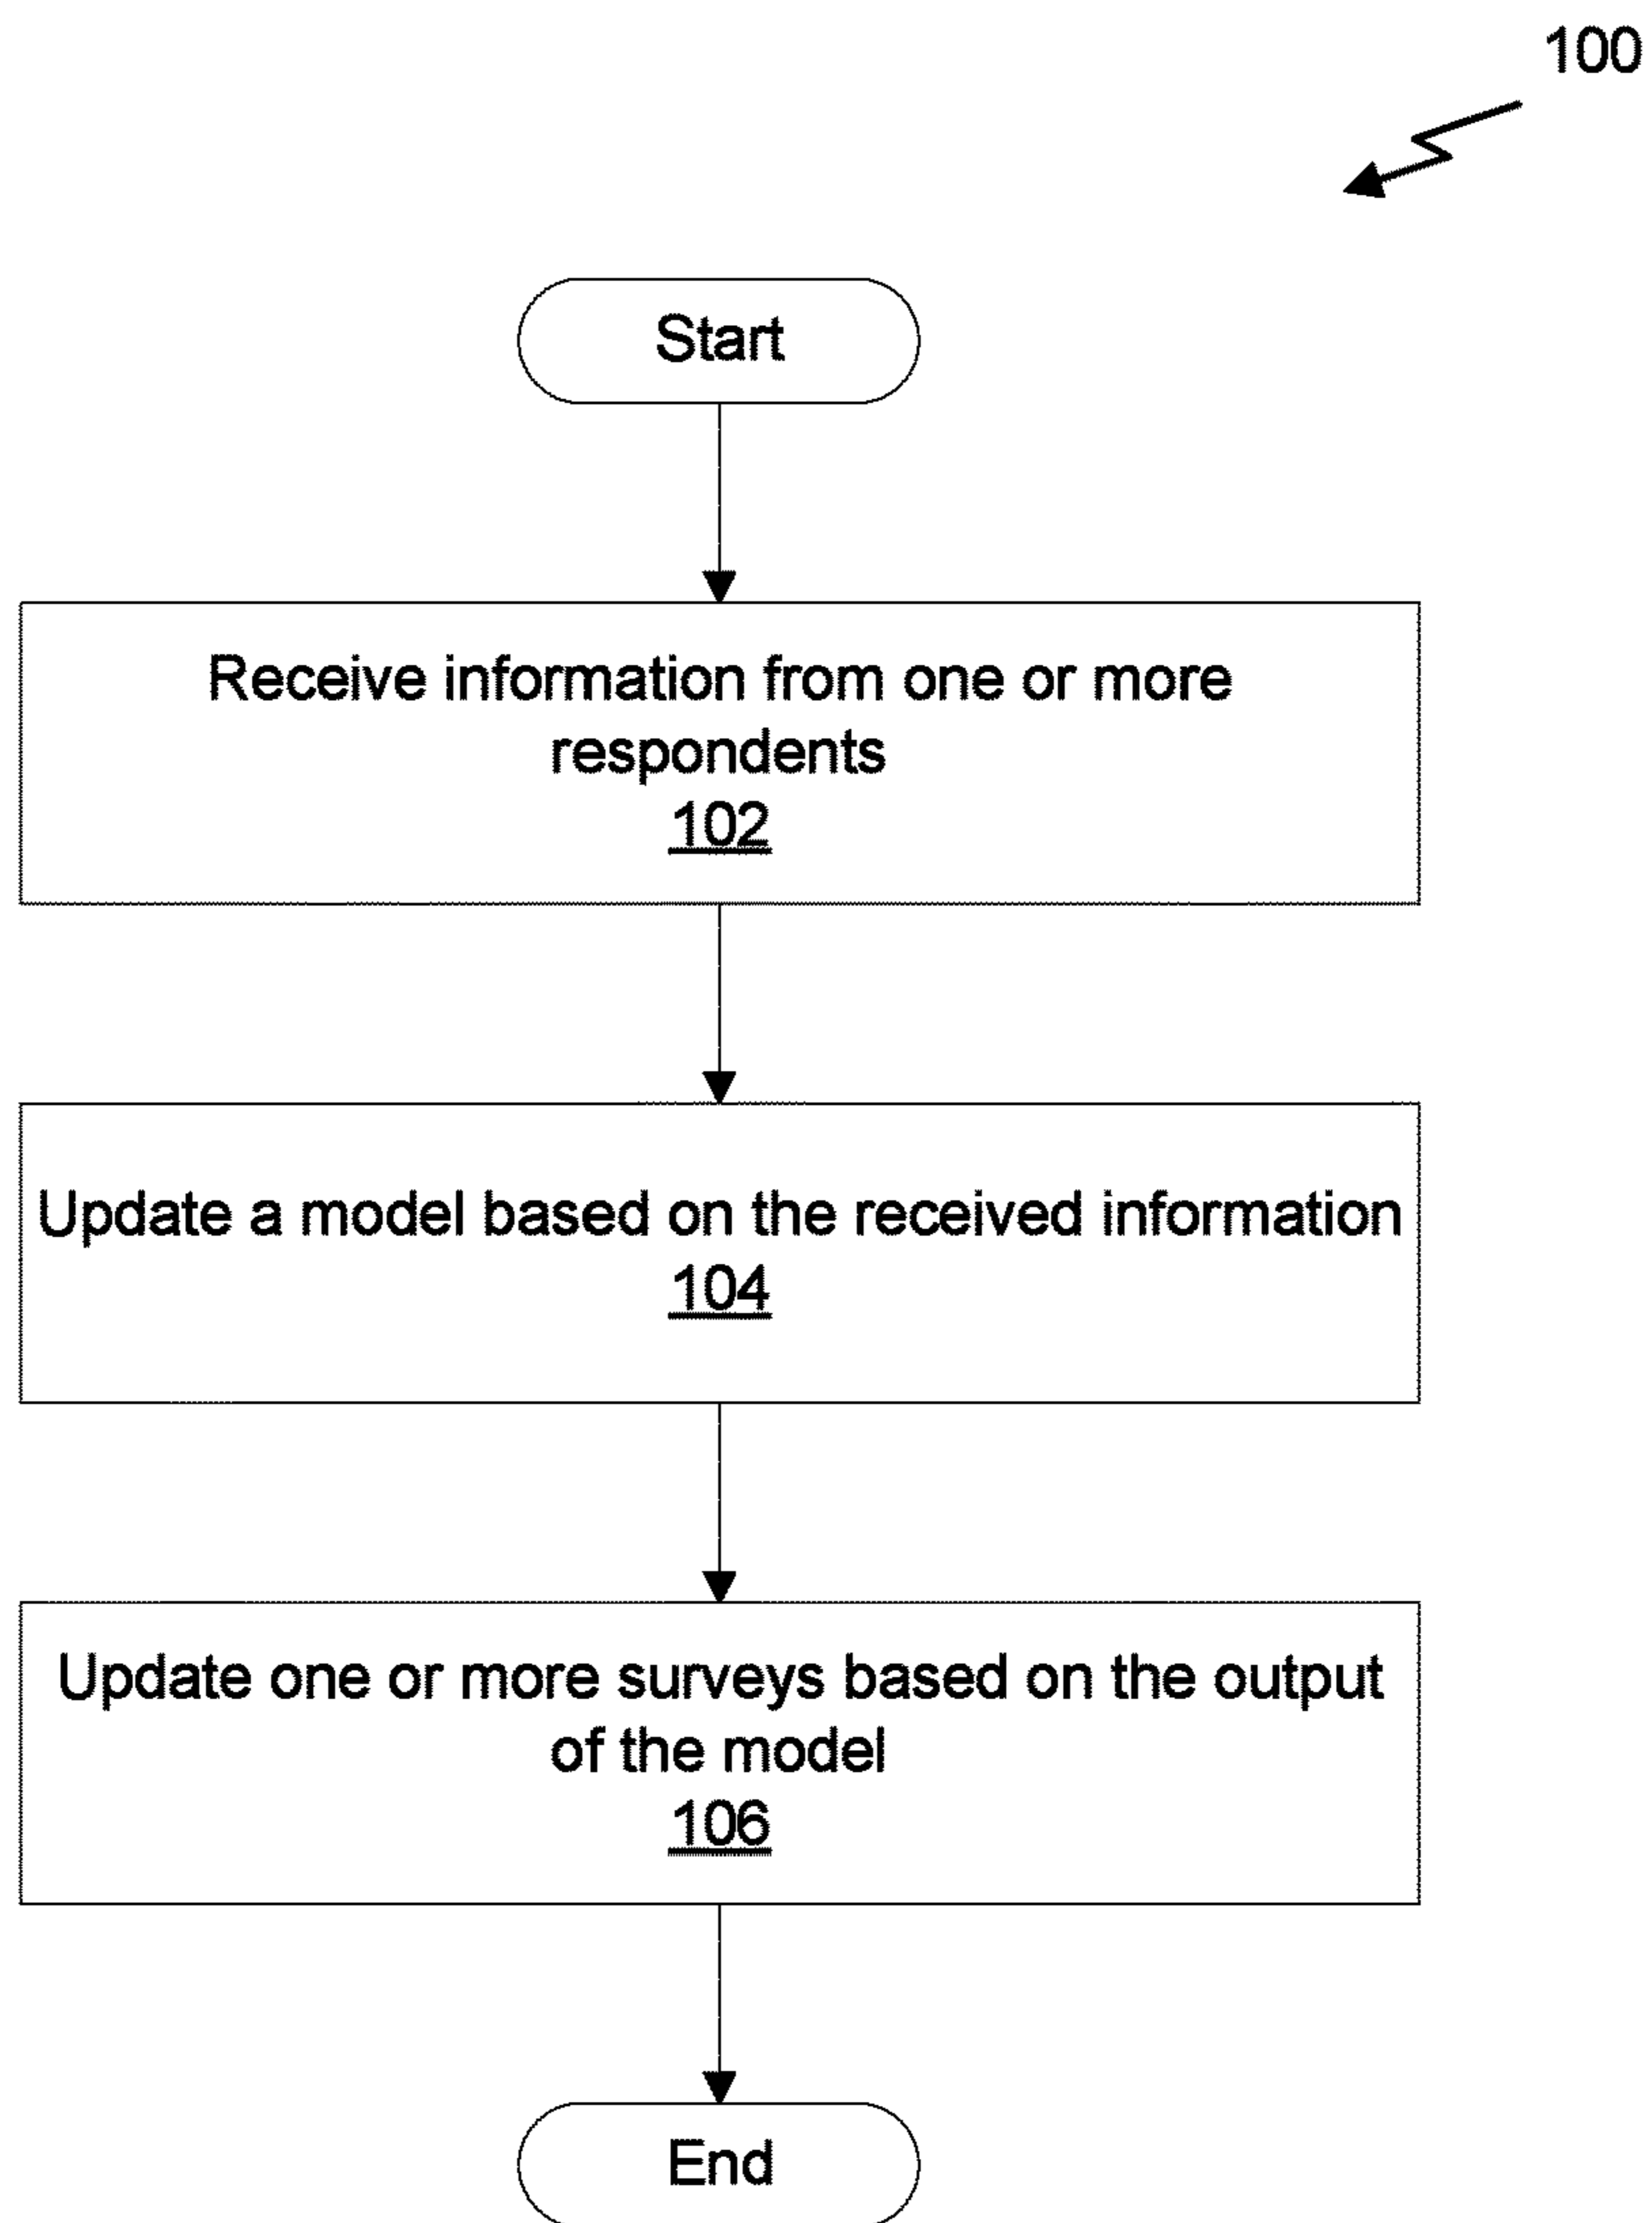 100
Start
Receive information from one or more
respondents
102
Update a model based on the received information
104
Update one or more surveys based on the output
of the model
106
End